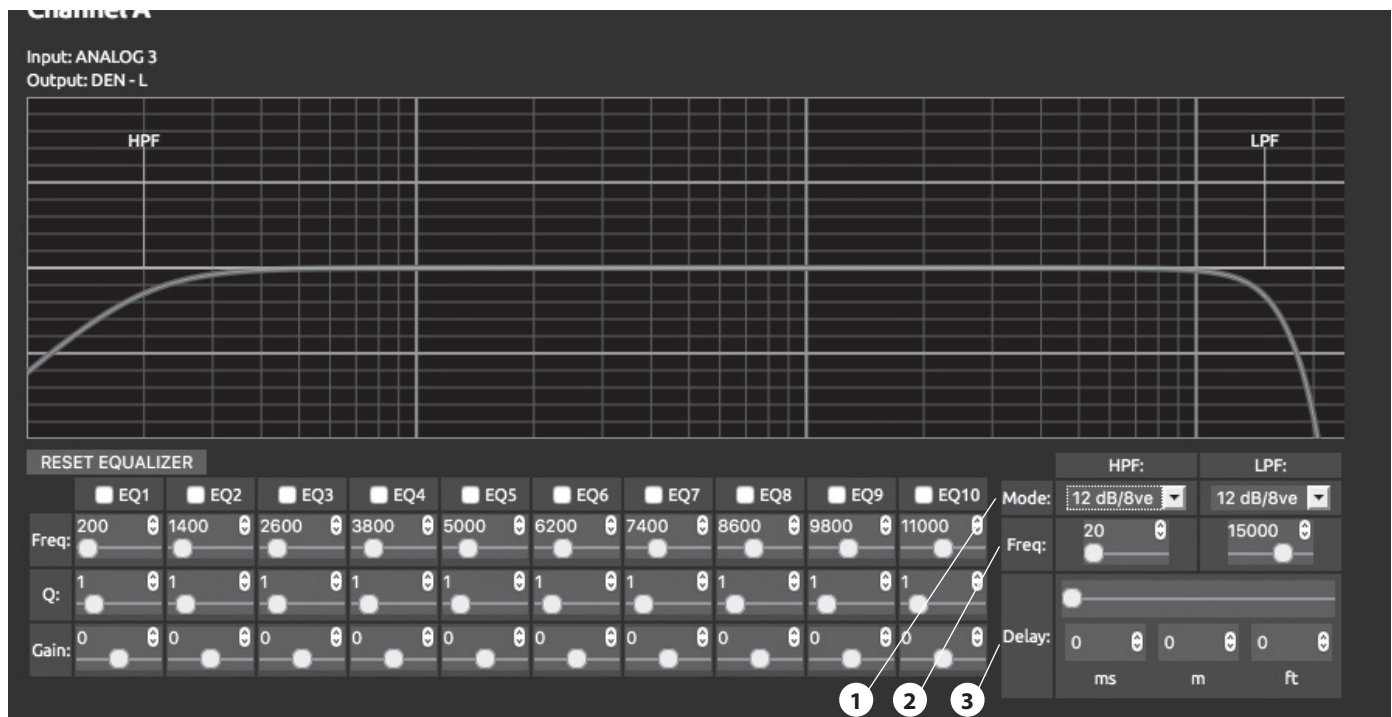 Channel A
Input: ANALOG 3
Output: DEN - L
HPF
LPF
RESET EQUALIZER
HPF: LPF:
EQ1 EQ2 EQ3 EQ4 EQ5 EQ6 EQ7 EQ8 EQ9 EQ10
Mode: 12 dB/8ve 12 dB/8ve
Freq: 200 1400 2600 3800 5000 6200 7400 8600 9800 11000
Freq: 20 15000
Q: 1 1 1 1 1 1 1 1 1 1
Gain: 0 0 0 0 0 0 0 0 0 0
Delay: 0 0 0
ms m ft
1 2 3